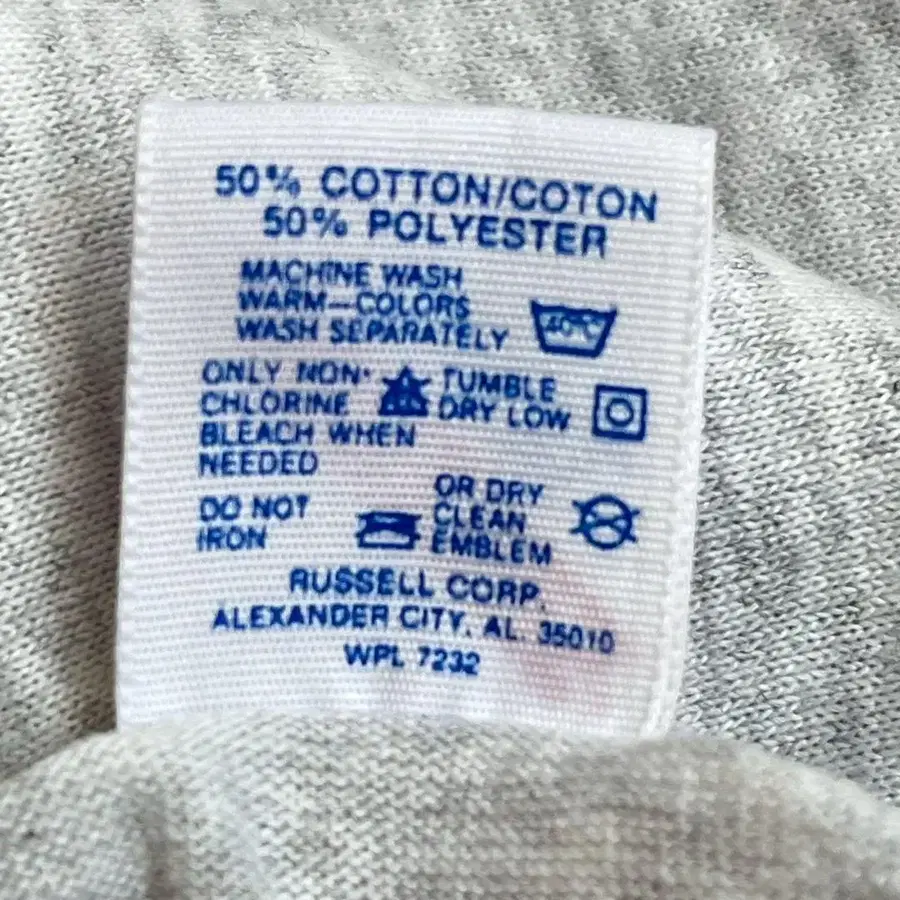 50% COTTON/COTON
50% POLYESTER
MACHINE WASH
WARM—COLORS
WASH SEPARATELY
40°C
ONLY NON-
CHLORINE
BLEACH WHEN
NEEDED
TUMBLE
DRY LOW
DO NOT
IRON
OR DRY
CLEAN
EMBLEM
RUSSELL CORP.
ALEXANDER CITY, AL. 35010
WPL 7232